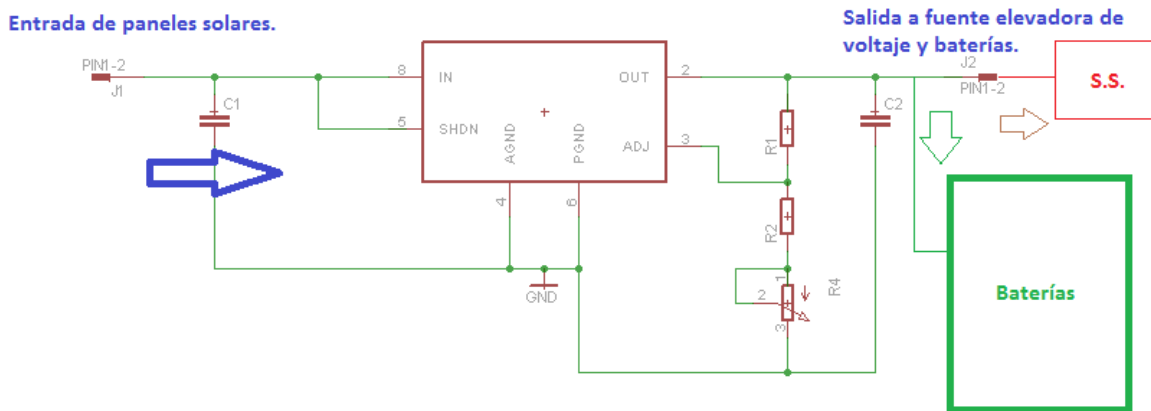 Entrada de paneles solares.
Salida a fuente elevadora de
voltaje y baterías.
PIN1-2
J1
C1
8
IN
5
SHDN
AGND
PGND
4
6
OUT
2
ADJ
3
GND
R1
R2
1
2
3
R4
C2
J2
PIN1-2
S.S.
Baterías